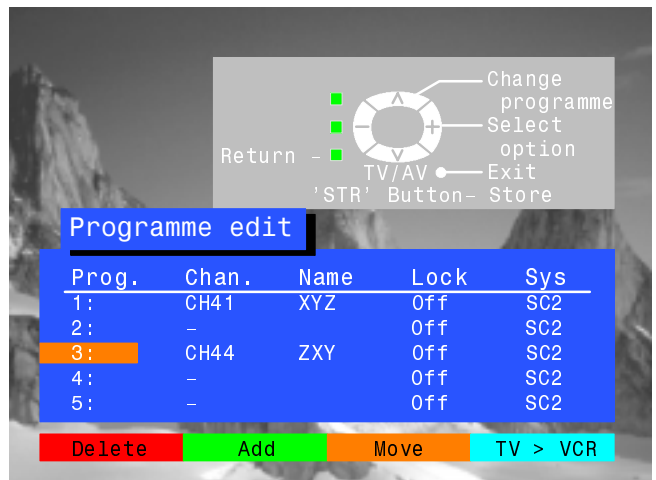 Change
programme
Select
option
Return –
TV/AV Exit
'STR' Button– Store
Programme edit
Prog. Chan. Name Lock Sys
1: CH41 XYZ Off SC2
2: – Off SC2
3: CH44 ZXY Off SC2
4: – Off SC2
5: – Off SC2
Delete Add Move TV > VCR